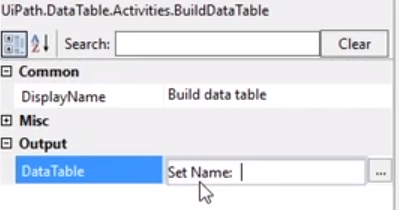 UiPath.DataTable.Activities.BuildDataTable
Search: Clear
Common
DisplayName Build data table
Misc
Output
DataTable Set Name: ...